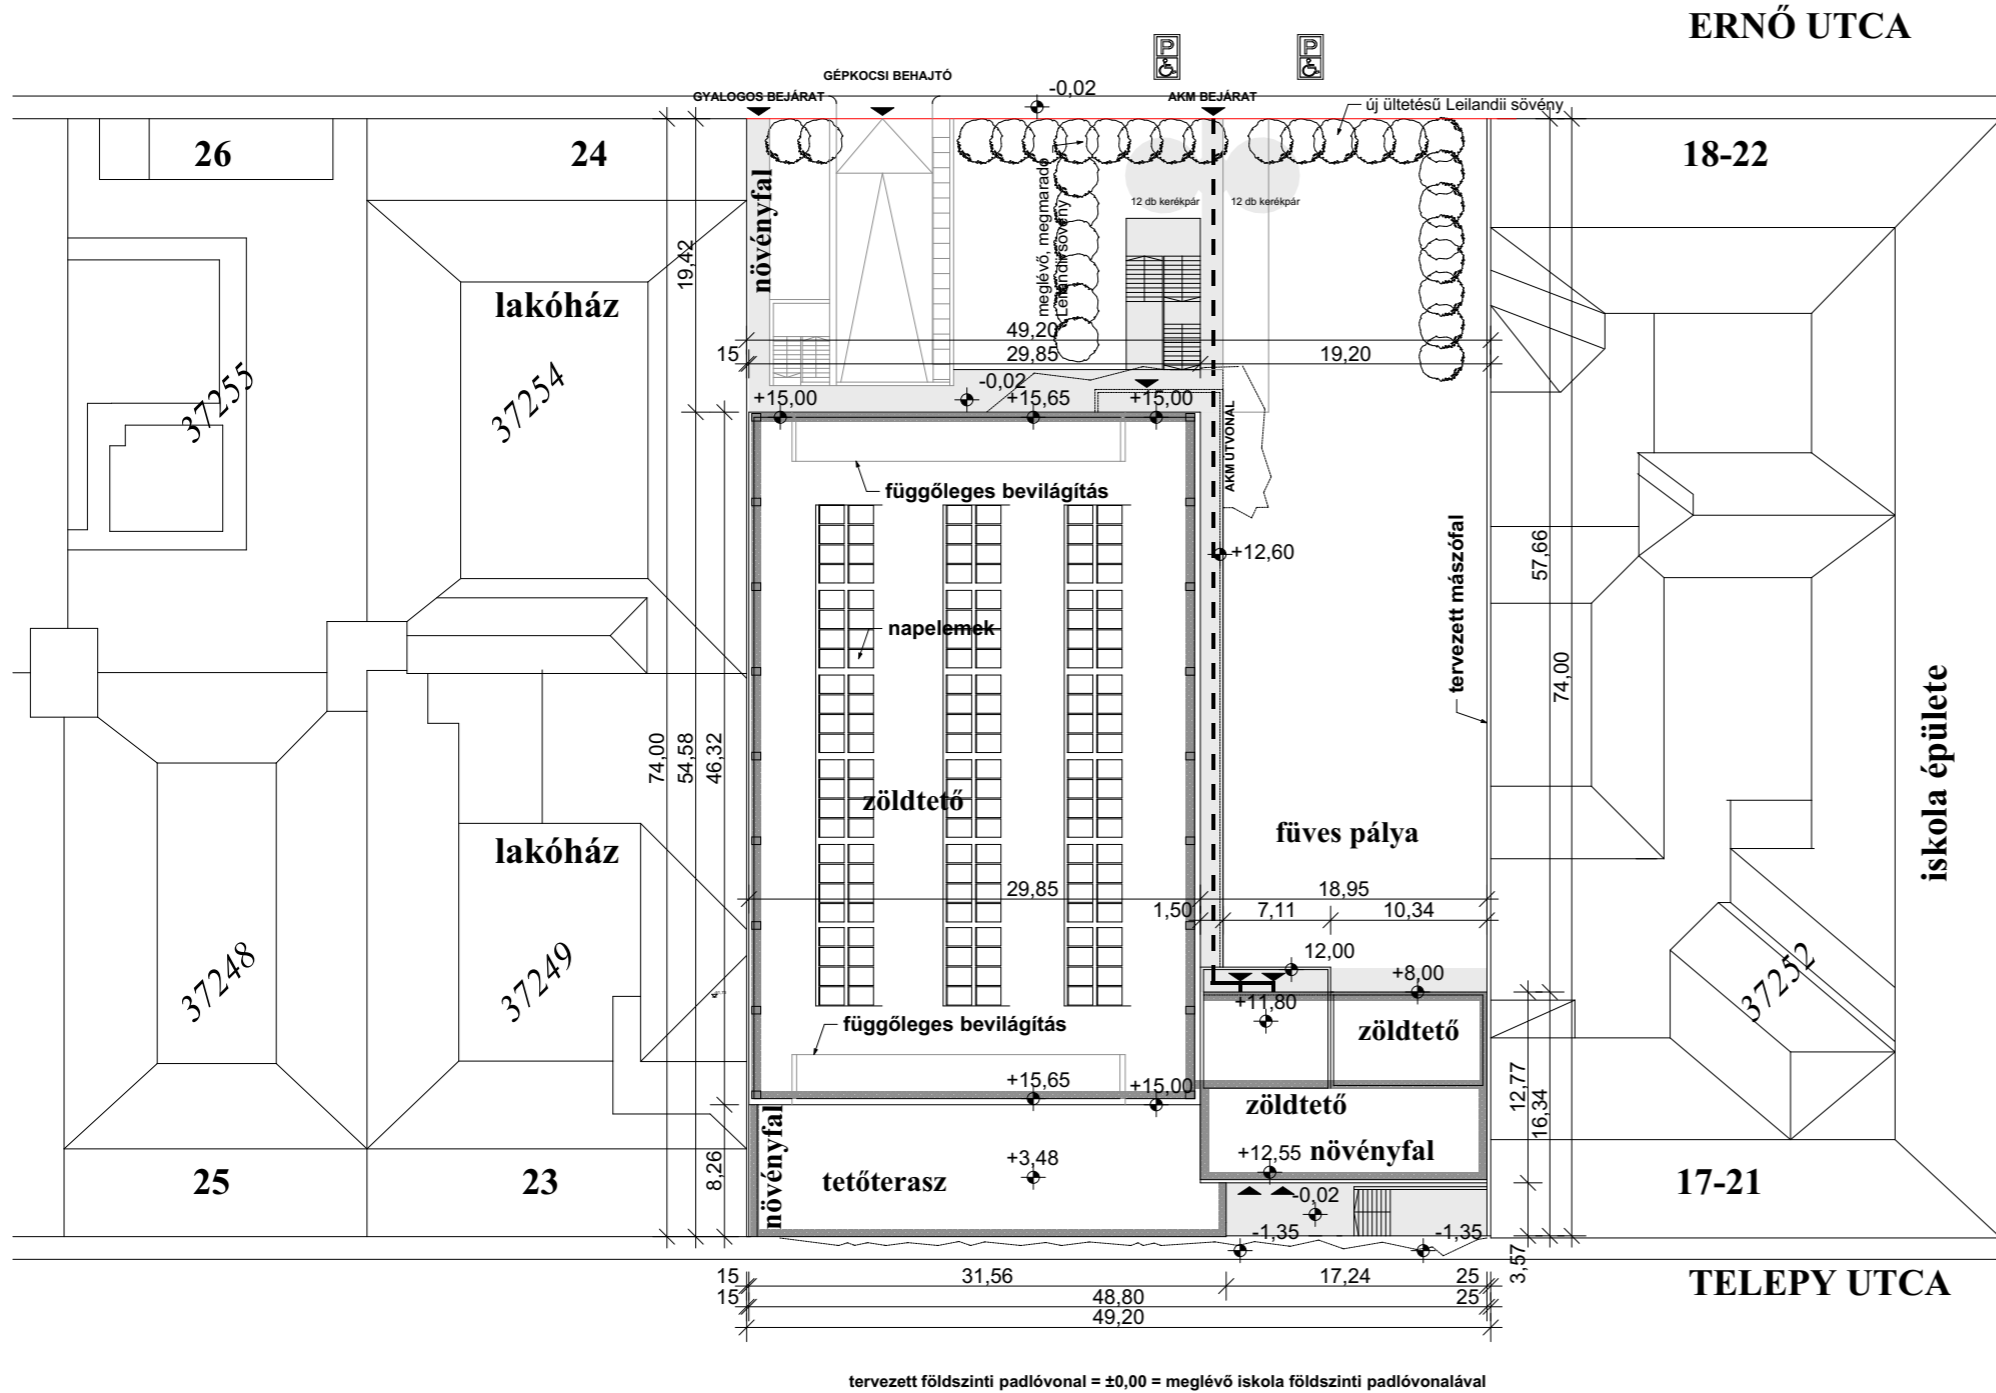 ERNŐ UTCA
P
P
GÉPKOCSI BEHAJTÓ
GYALOGOS BEJÁRAT
-0,02
AKM BEJÁRAT
új ültetésű Leilandii sövény
26
24
18-22
növényfal
meglévő, megmaradó
Leilandii sövény
12 db kerékpár
12 db kerékpár
19,42
lakóház
37255
37254
49,20
15
29,85
19,20
-0,02
+15,00
+15,65
+15,00
AKM ÚTVONAL
függőleges bevilágítás
+12,60
57,66
tervezett mászófal
napelemek
74,00
iskola épülete
74,00
54,58
46,32
zöldtető
füves pálya
lakóház
29,85
18,95
1,50
7,11
10,34
37248
37249
37252
12,00
+8,00
+11,80
zöldtető
függőleges bevilágítás
+15,65
+15,00
12,77
16,34
zöldtető
növényfal
+12,55
növényfal
+3,48
tetőterasz
8,26
25
23
17-21
-0,02
-1,35
-1,35
3,57
15
31,56
17,24
25
TELEPY UTCA
15
48,80
25
49,20
tervezett földszinti padlóvonal = ±0,00 = meglévő iskola földszinti padlóvonalával